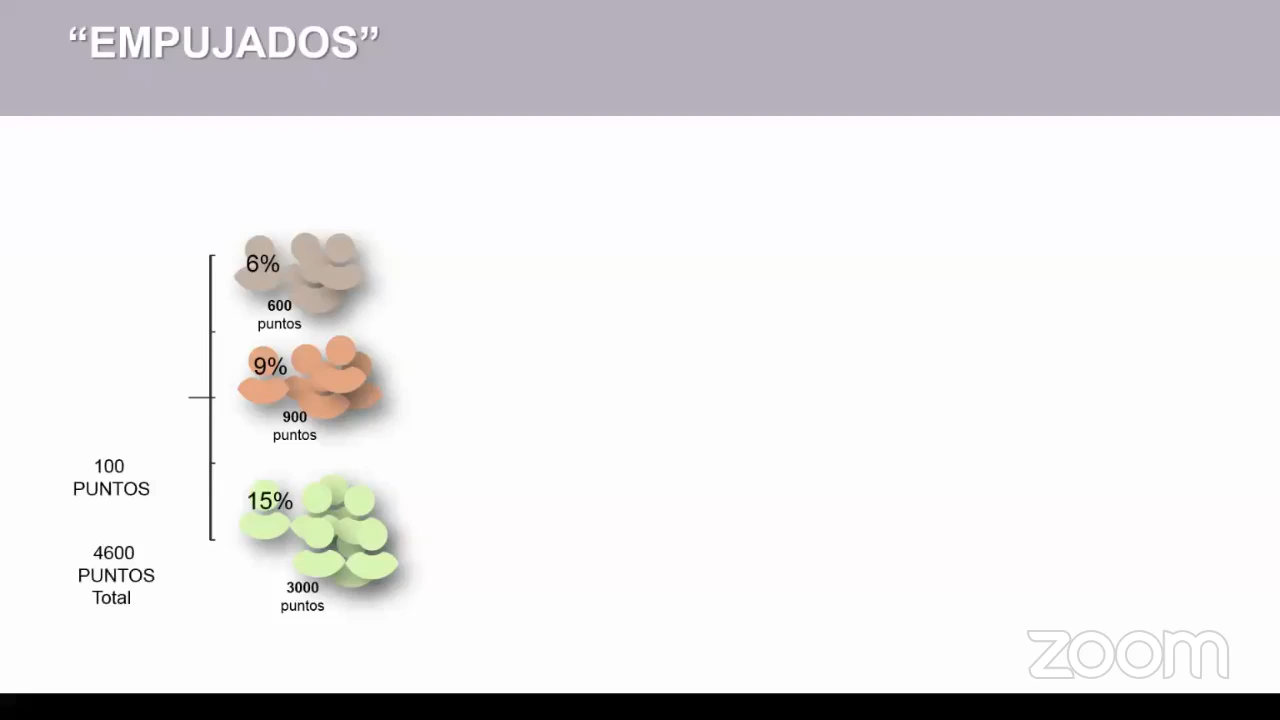 “EMPUJADOS”
6%
600
puntos
9%
900
puntos
100
PUNTOS
15%
4600
PUNTOS
Total
3000
puntos
zoom